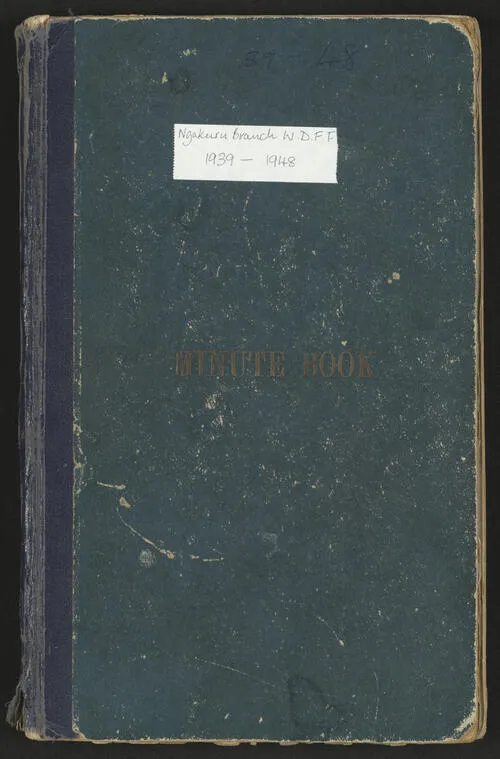 39 - 48
Ngakuru Branch W.D.F.F
1939 - 1948
MINUTE BOOK